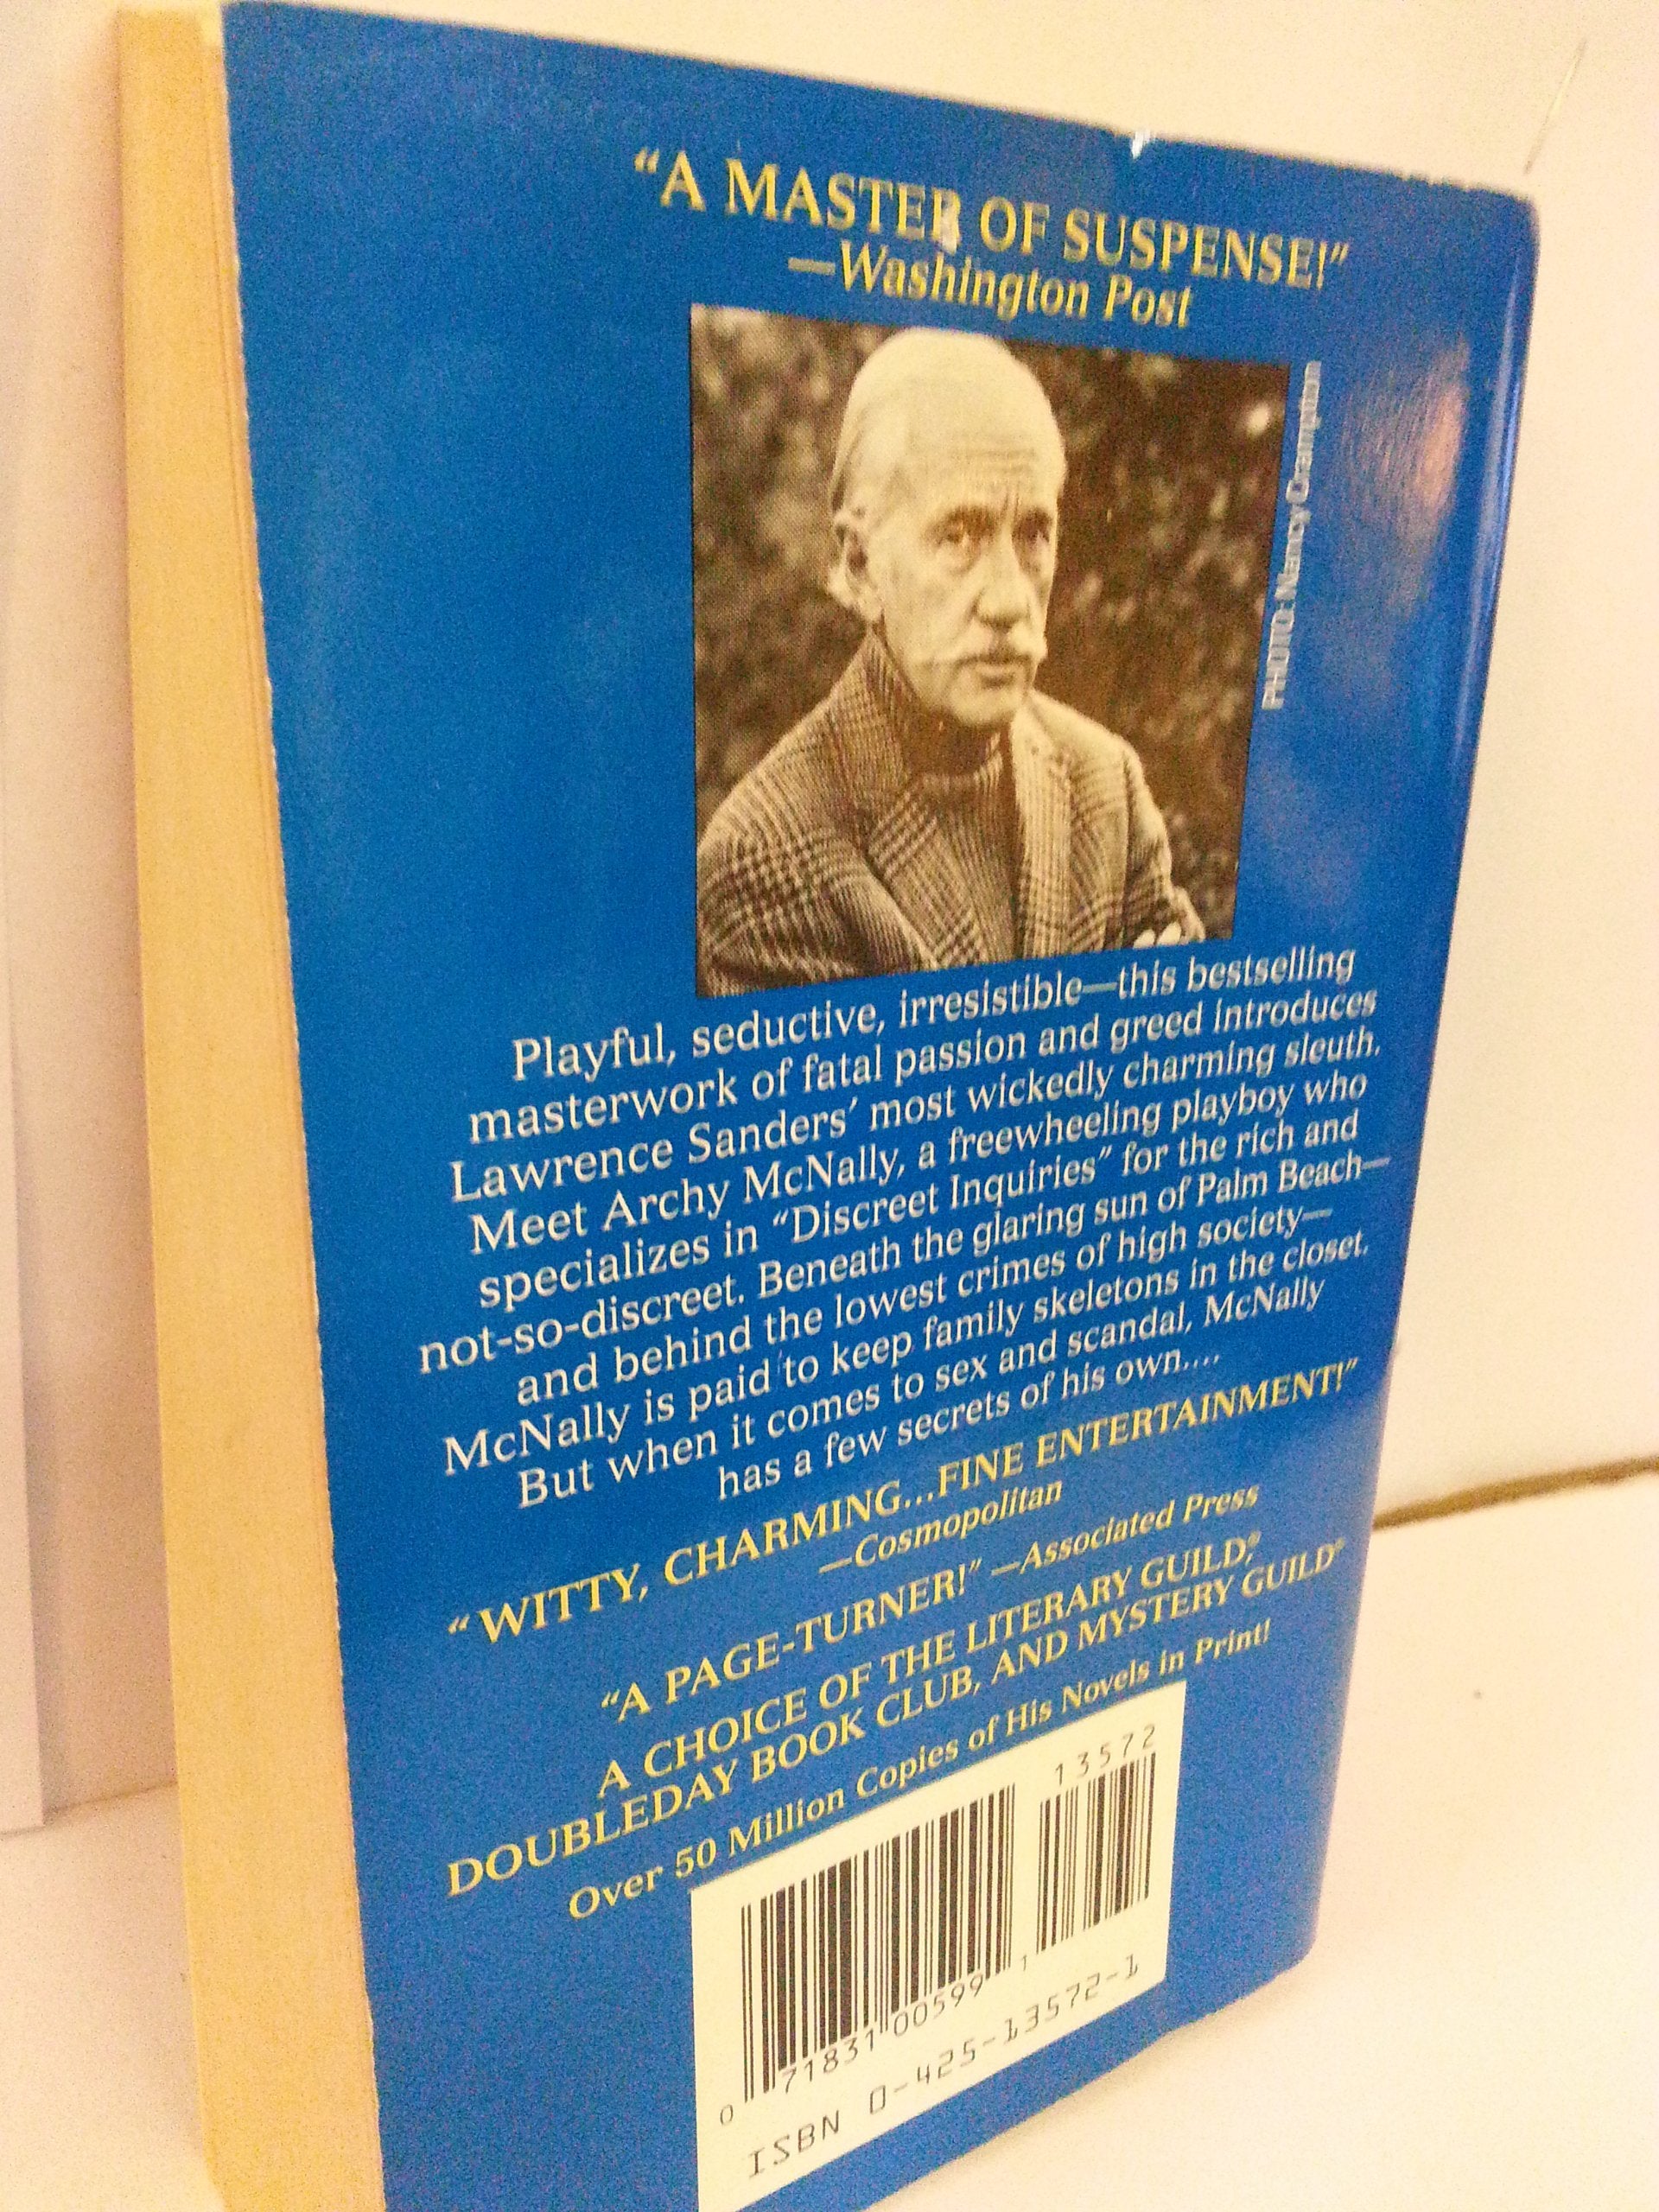 “A MASTER OF SUSPENSE!”
—Washington Post
PHOTO: Nancy Crampton
Playful, seductive, irresistible—this bestselling
masterwork of fatal passion and greed introduces
Lawrence Sanders’ most wickedly charming sleuth.
Meet Archy McNally, a freewheeling playboy who
specializes in “Discreet Inquiries” for the rich and
not-so-discreet. Beneath the glaring sun of Palm Beach—
and behind the lowest crimes of high society—
McNally is paid to keep family skeletons in the closet.
But when it comes to sex and scandal, McNally
has a few secrets of his own....
“WITTY, CHARMING...FINE ENTERTAINMENT!”
—Cosmopolitan
“A PAGE-TURNER!” —Associated Press
A CHOICE OF THE LITERARY GUILD®,
DOUBLEDAY BOOK CLUB, AND MYSTERY GUILD®
Over 50 Million Copies of His Novels in Print!
13572
0 71831 00599 1
ISBN 0-425-13572-1